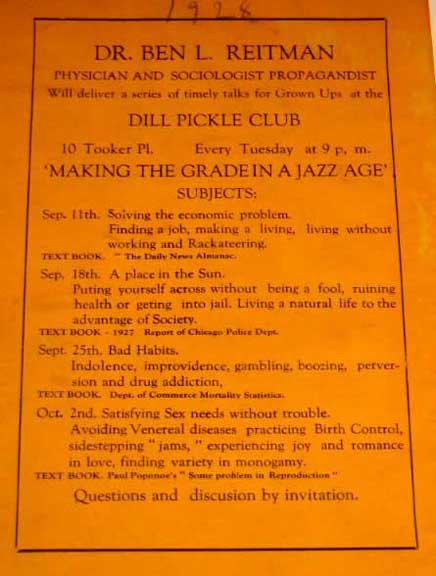 1928
DR. BEN L. REITMAN
PHYSICIAN AND SOCIOLOGIST PROPAGANDIST
Will deliver a series of timely talks for Grown Ups at the
DILL PICKLE CLUB
10 Tooker Pl. Every Tuesday at 9 p, m.
'MAKING THE GRADE IN A JAZZ AGE'
SUBJECTS:
Sep. 11th. Solving the economic problem.
Finding a job, making a living, living without
working and Rackateering.
TEXT BOOK. " The Daily News Almanac.
Sep. 18th. A place in the Sun.
Puting yourself across without being a fool, ruining
health or geting into jail. Living a natural life to the
advantage of Society.
TEXT BOOK - 1927 Report of Chicago Police Dept.
Sept. 25th. Bad Habits.
Indolence, improvidence, gambling, boozing, perver-
sion and drug addiction,
TEXT BOOK. Dept. of Commerce Mortality Statistics.
Oct. 2nd. Satisfying Sex needs without trouble.
Avoiding Venereal diseases practicing Birth Control,
sidestepping " jams, " experiencing joy and romance
in love, finding variety in monogamy.
TEXT BOOK. Paul Poponoe's " Some problem in Reproduction "
Questions and discusion by invitation.